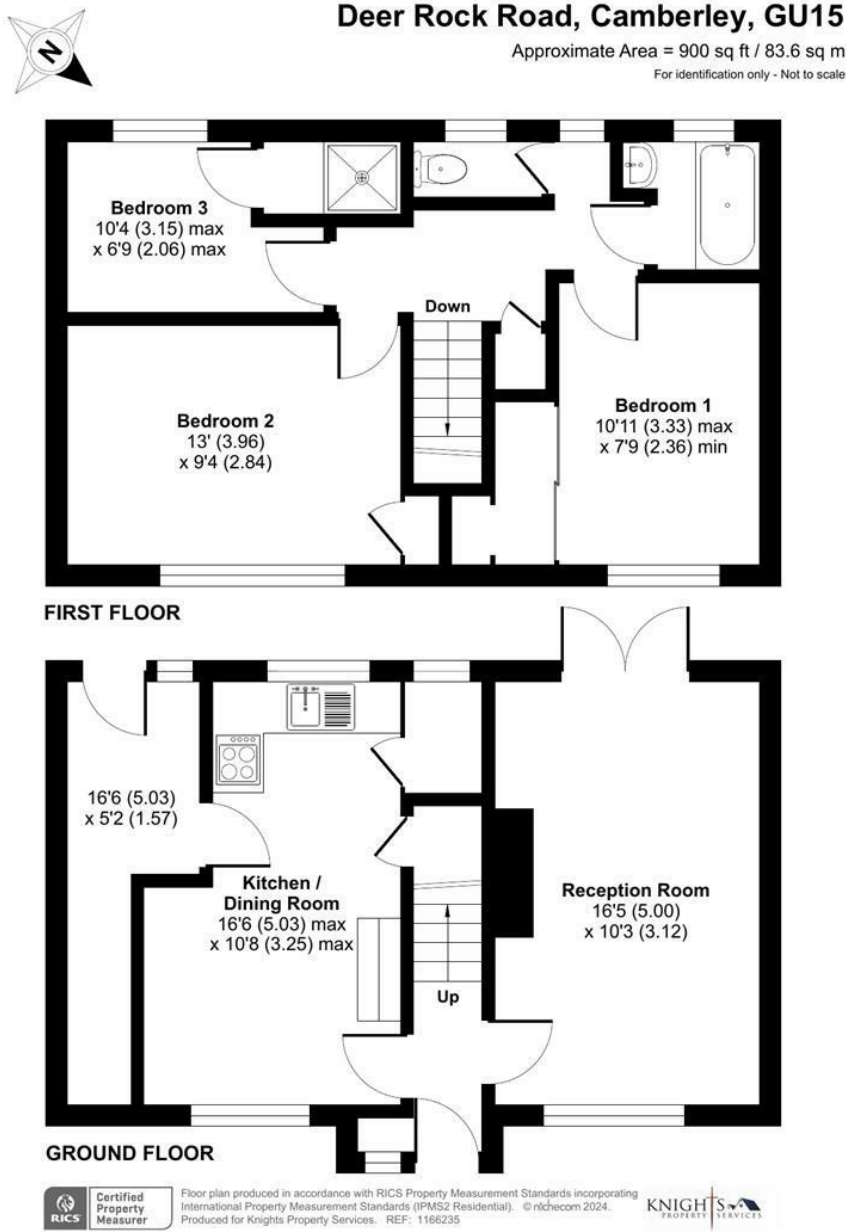 Deer Rock Road, Camberley, GU15
Approximate Area = 900 sq ft / 83.6 sq m
For identification only - Not to scale
N
Bedroom 3
10'4 (3.15) max
x 6'9 (2.06) max
Down
Bedroom 2
13' (3.96)
x 9'4 (2.84)
Bedroom 1
10'11 (3.33) max
x 7'9 (2.36) min
FIRST FLOOR
16'6 (5.03)
x 5'2 (1.57)
Kitchen /
Dining Room
16'6 (5.03) max
x 10'8 (3.25) max
Reception Room
16'5 (5.00)
x 10'3 (3.12)
Up
GROUND FLOOR
RICS
Certified
Property
Measurer
Floor plan produced in accordance with RICS Property Measurement Standards incorporating
International Property Measurement Standards (IPMS2 Residential). © nichecom 2024.
Produced for Knights Property Services. REF: 1166235
KNIGHTS
PROPERTY SERVICES